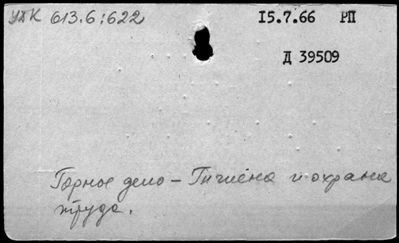 УДК 613.6:622 15.7.66 РП
Д 39509
Горное дело – Гигиена и охрана
труда.